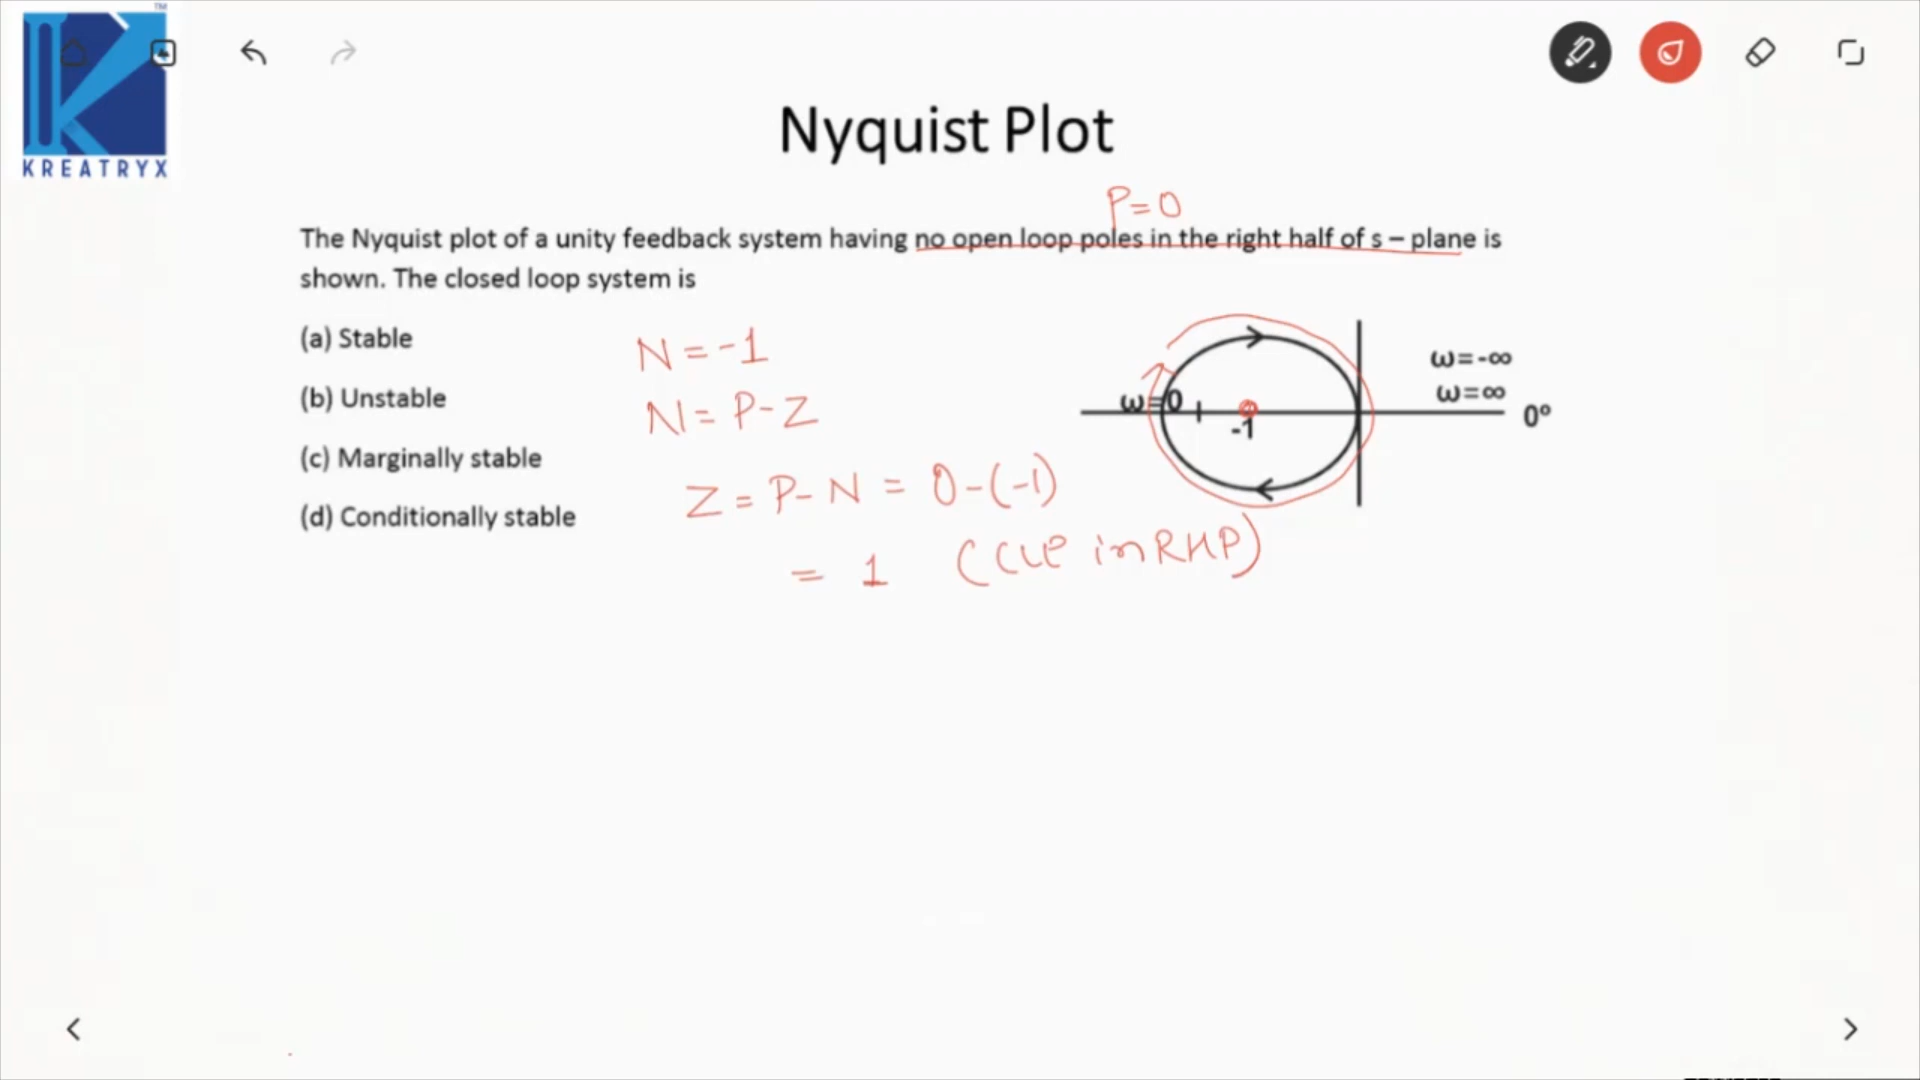 TM
KREATRYX
Nyquist Plot
P=0
The Nyquist plot of a unity feedback system having no open loop poles in the right half of s – plane is
shown. The closed loop system is
(a) Stable
(b) Unstable
(c) Marginally stable
(d) Conditionally stable
N = -1
N = P - Z
Z = P - N = 0 - (-1)
= 1 (CLP in RHP)
ω=0
-1
ω=-∞
ω=∞
0º